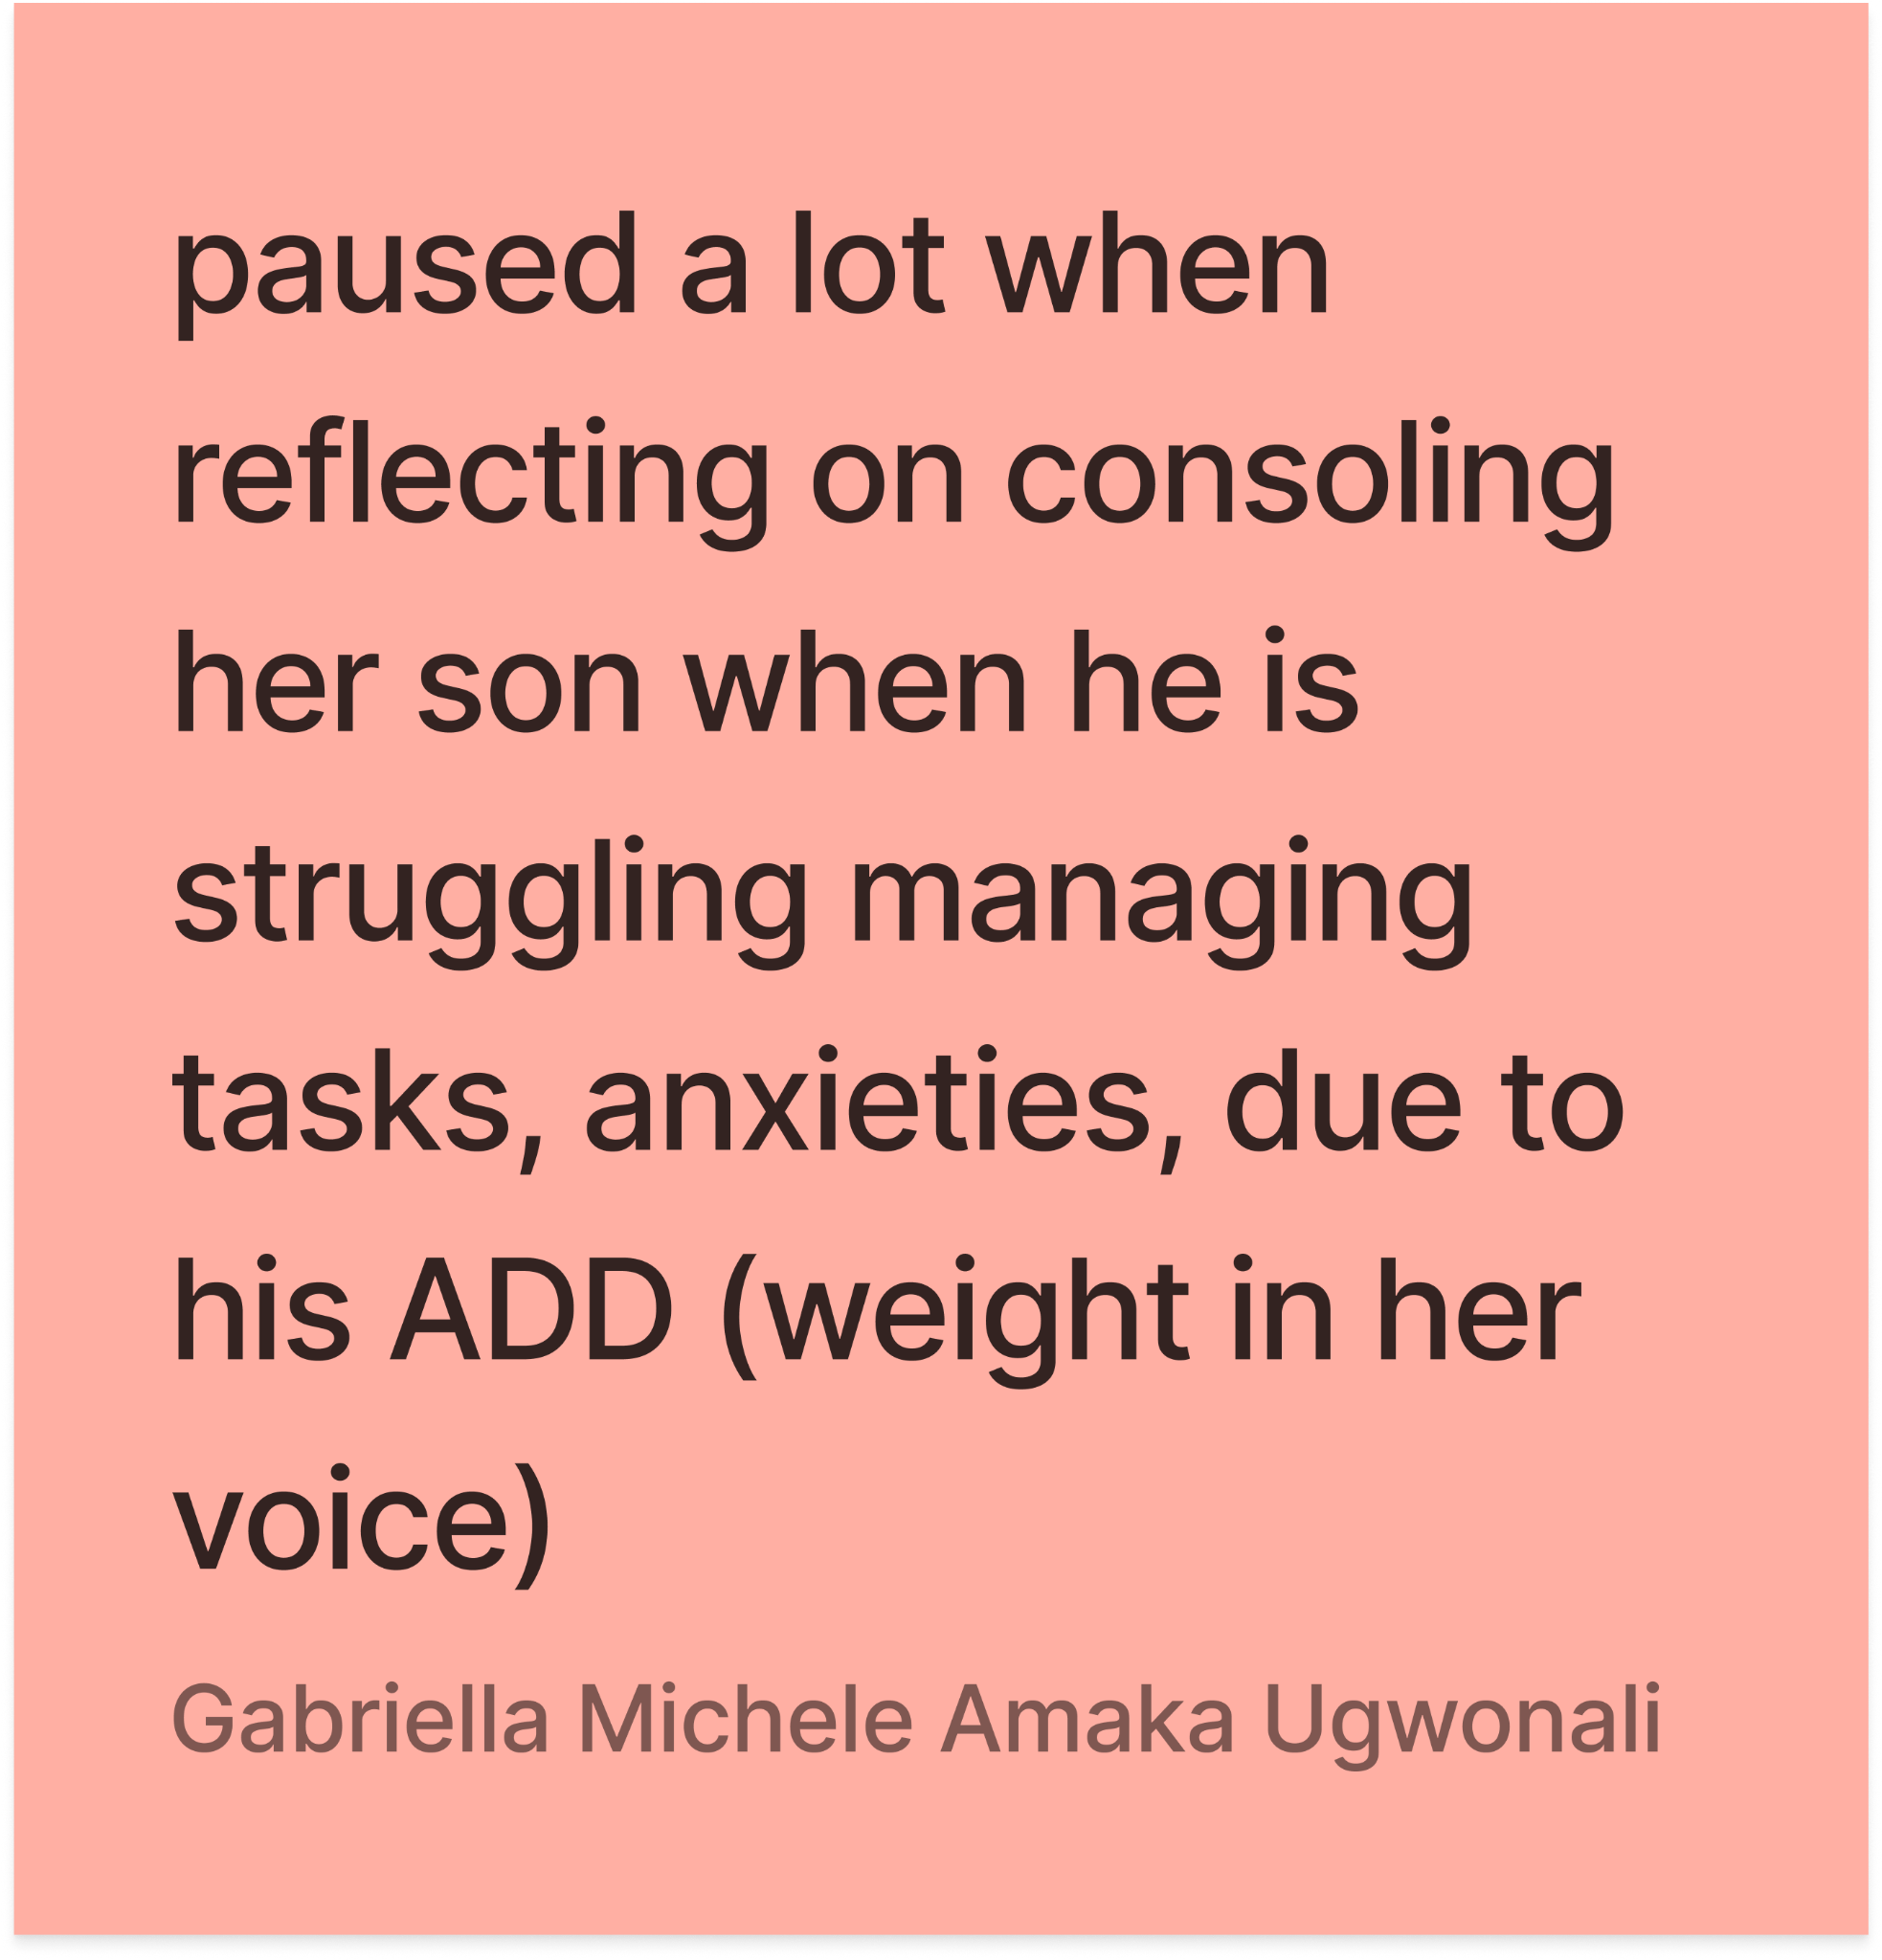 paused a lot when
reflecting on consoling
her son when he is
struggling managing
tasks, anxieties, due to
his ADD (weight in her
voice)
Gabriella Michele Amaka Ugwonali